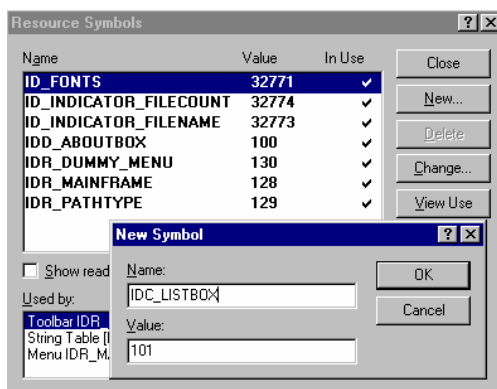 Resource Symbols
Name Value In Use
ID_FONTS 32771
ID_INDICATOR_FILECOUNT 32774
ID_INDICATOR_FILENAME 32773
IDD_ABOUTBOX 100
IDR_DUMMY_MENU 130
IDR_MAINFRAME 128
IDR_PATHTYPE 129
Close
New...
Delete
Change...
View Use
Show read
Used by:
Toolbar IDR_
String Table [
Menu IDR_M
New Symbol
Name:
IDC_LISTBOX
Value:
101
OK
Cancel